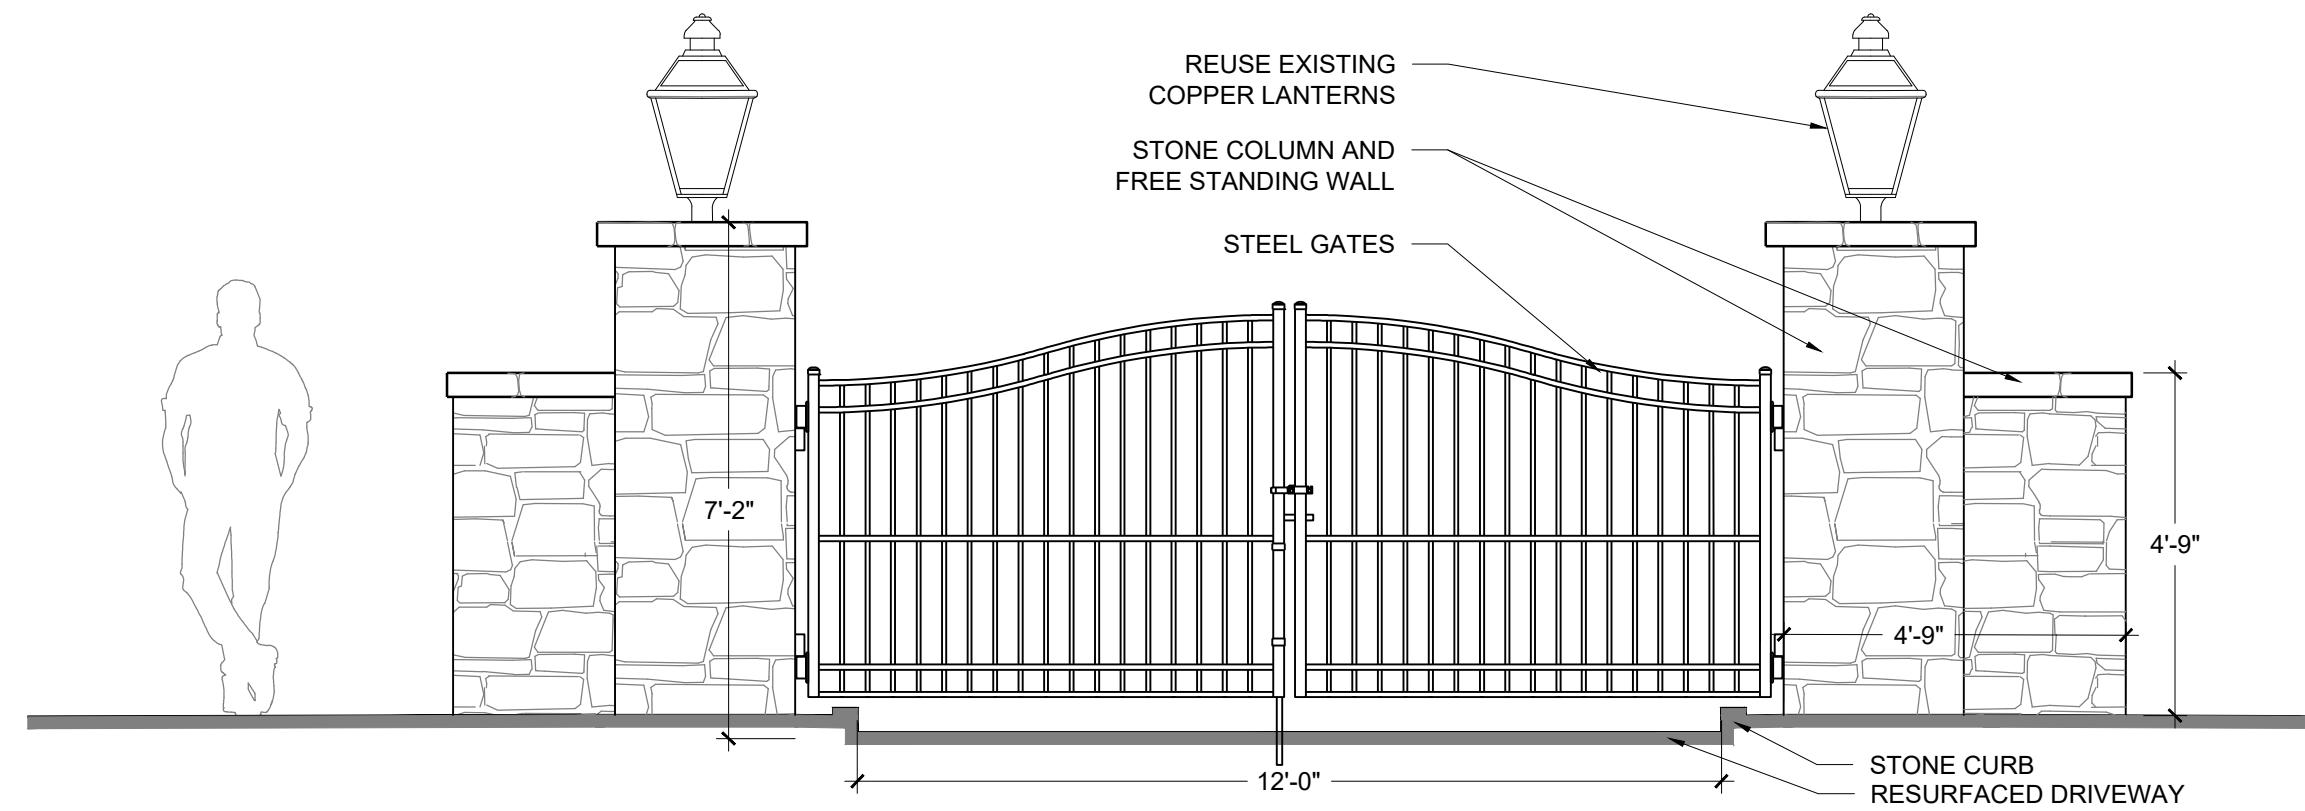 REUSE EXISTING
COPPER LANTERNS
STONE COLUMN AND
FREE STANDING WALL
STEEL GATES
7'-2"
4'-9"
4'-9"
12'-0"
STONE CURB
RESURFACED DRIVEWAY